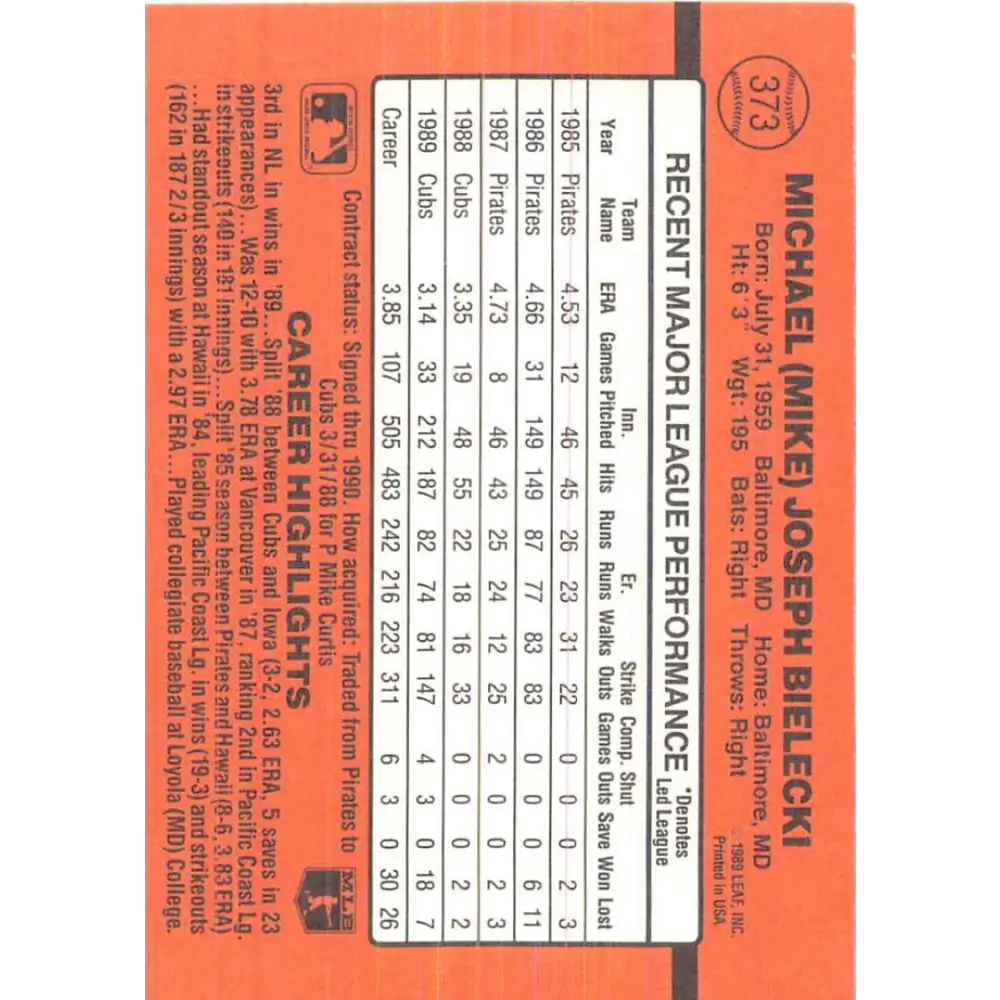 373
MICHAEL (MIKE) JOSEPH BIELECKI
Born: July 31, 1959 Baltimore, MD Home: Baltimore, MD
Ht: 6'3" Wgt: 195 Bats: Right Throws: Right
© 1989 LEAF, INC.
Printed in USA
RECENT MAJOR LEAGUE PERFORMANCE *Denotes
Led League
Team Inn. Er. Strike Comp. Shut
Year Name ERA Games Pitched Hits Runs Runs Walks Outs Games Outs Save Won Lost
1985 Pirates 4.53 12 46 45 26 23 31 22 0 0 0 2 3
1986 Pirates 4.66 31 149 149 87 77 83 83 0 0 0 6 11
1987 Pirates 4.73 8 46 43 25 24 12 25 2 0 0 2 3
1988 Cubs 3.35 19 48 55 22 18 16 33 0 0 0 2 2
1989 Cubs 3.14 33 212 187 82 74 81 147 4 3 0 18 7
Career 3.85 107 505 483 242 216 223 311 6 3 0 30 26
Contract status: Signed thru 1990. How acquired: Traded from Pirates to
Cubs 3/31/88 for P Mike Curtis
MLB
CAREER HIGHLIGHTS
3rd in NL in wins in '89...Split '88 between Cubs and Iowa (3-2, 2.63 ERA, 5 saves in 23
appearances)...Was 12-10 with 3.78 ERA at Vancouver in '87, ranking 2nd in Pacific Coast Lg.
in strikeouts (140 in 181 innings)...Split '85 season between Pirates and Hawaii (8-6, 3.83 ERA)
...Had standout season at Hawaii in '84, leading Pacific Coast Lg. in wins (19-3) and strikeouts
(162 in 187 2/3 innings) with a 2.97 ERA...Played collegiate baseball at Loyola (MD) College.